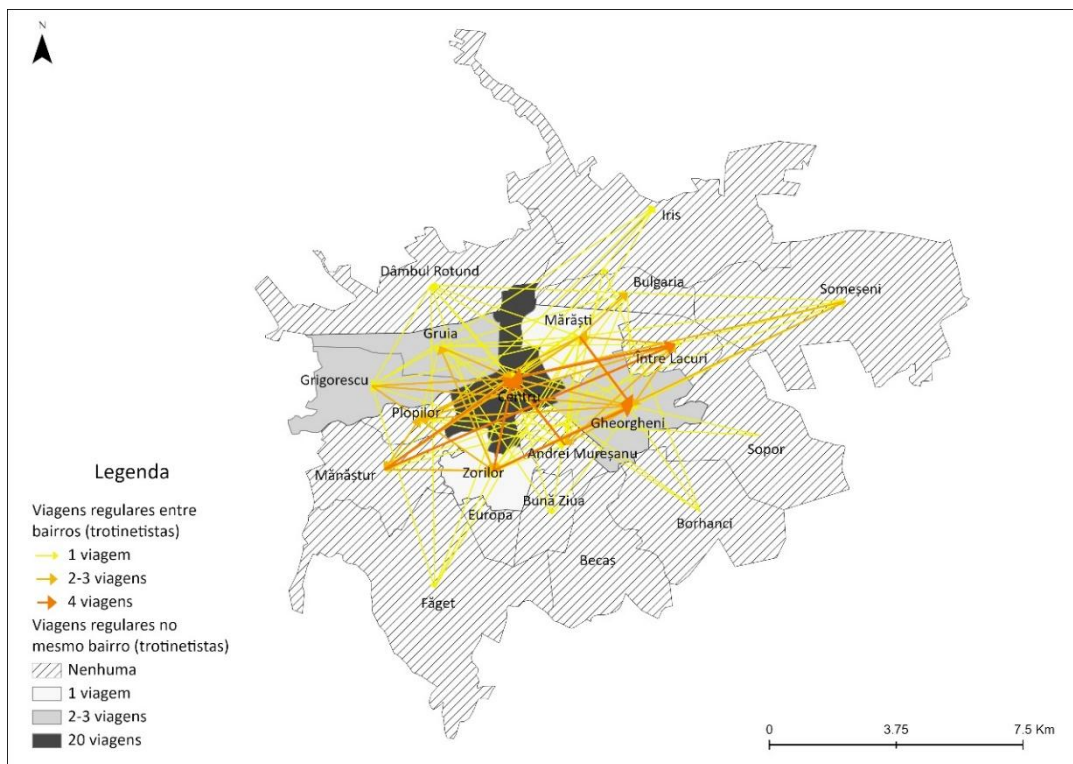 N
Iris
Dâmbul Rotund
Bulgaria
Someșeni
Mărăști
Gruia
Între Lacuri
Grigorescu
Centru
Plopilor
Gheorgheni
Andrei Mureșanu
Sopor
Mănăștur
Zorilor
Bună Ziua
Europa
Borhanci
Becaș
Făget
Legenda
Viagens regulares entre
bairros (trotinetistas)
1 viagem
2-3 viagens
4 viagens
Viagens regulares no
mesmo bairro (trotinetistas)
Nenhuma
1 viagem
2-3 viagens
20 viagens
0 3.75 7.5 Km